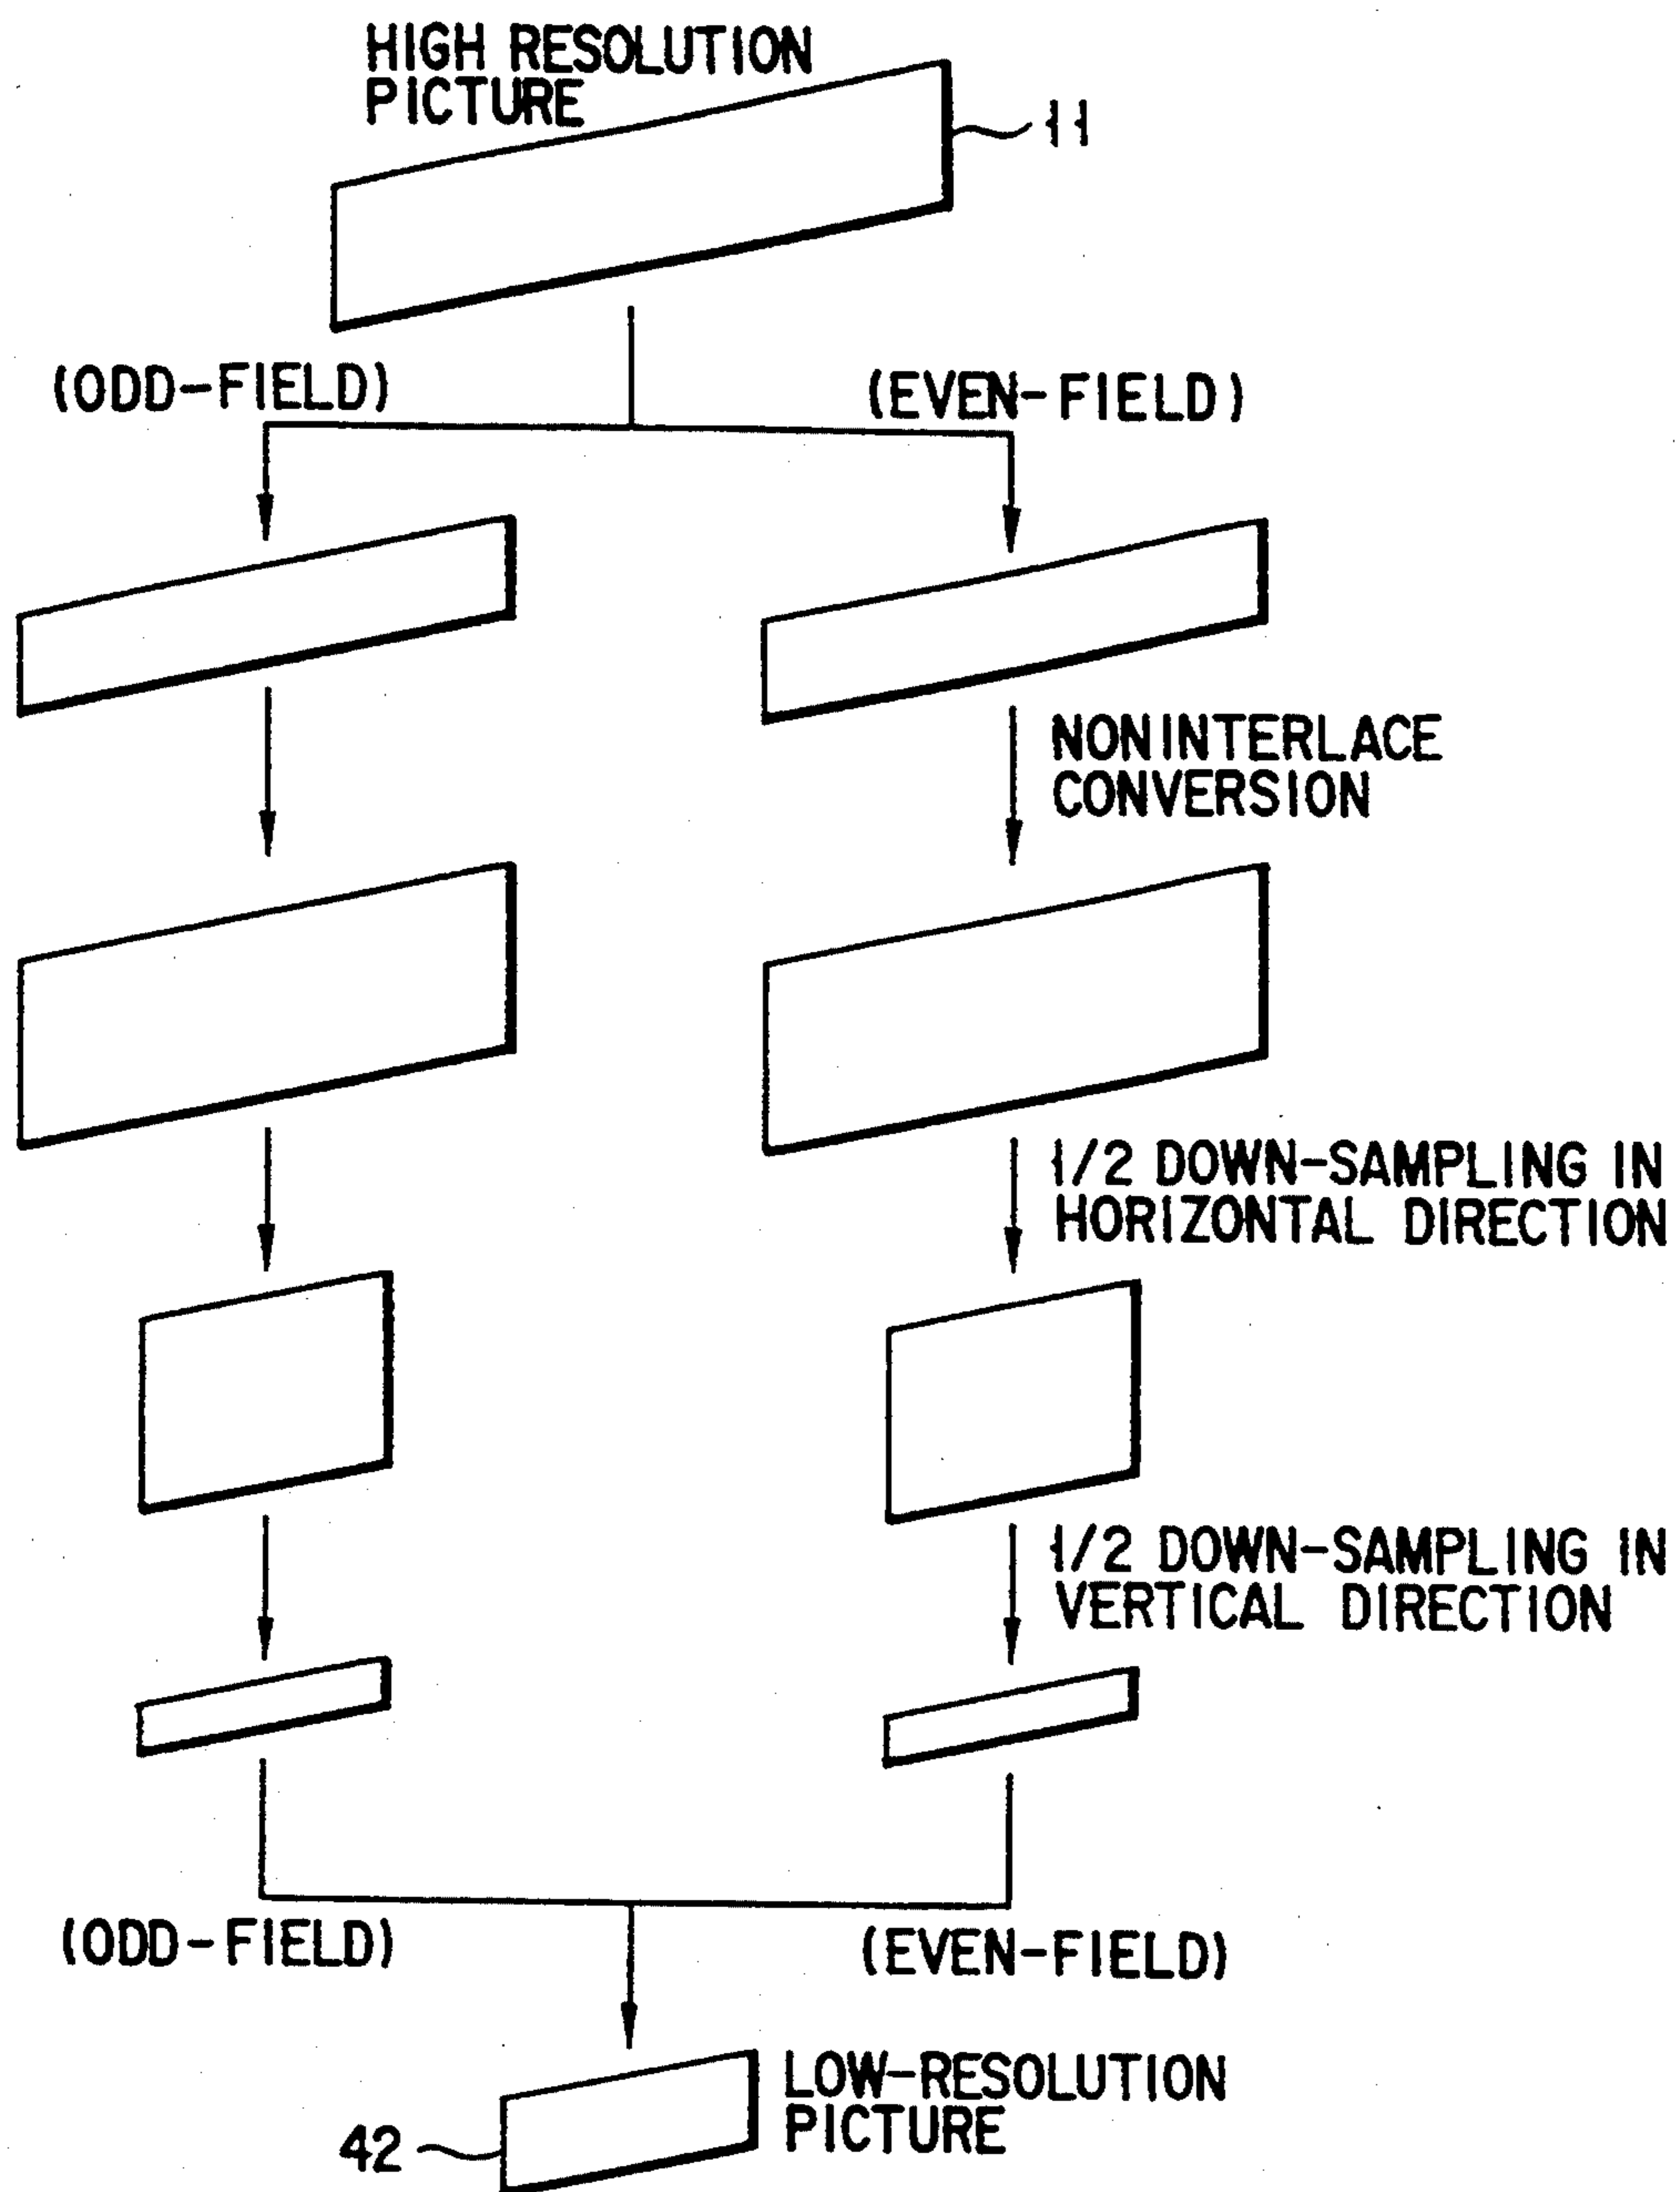 HIGH RESOLUTION
PICTURE
11
(ODD-FIELD)
(EVEN-FIELD)
NONINTERLACE
CONVERSION
1/2 DOWN-SAMPLING IN
HORIZONTAL DIRECTION
1/2 DOWN-SAMPLING IN
VERTICAL DIRECTION
(ODD-FIELD)
(EVEN-FIELD)
LOW-RESOLUTION
PICTURE
42